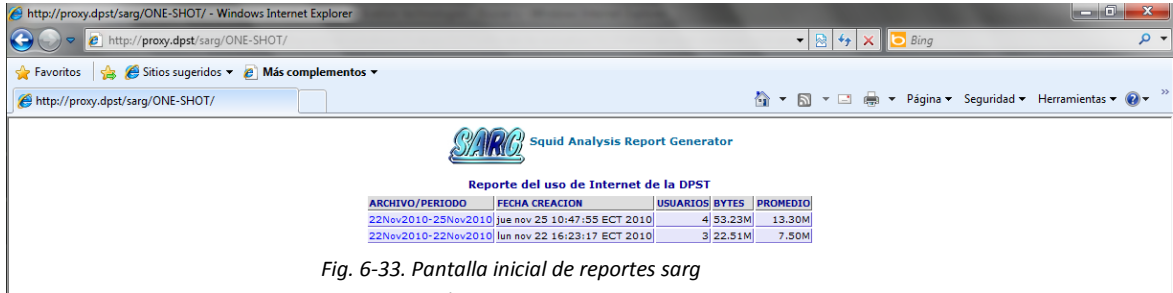 http://proxy.dpst/sarg/ONE-SHOT/ - Windows Internet Explorer
http://proxy.dpst/sarg/ONE-SHOT/ Bing
Favoritos Sitios sugeridos Más complementos
http://proxy.dpst/sarg/ONE-SHOT/ Página Seguridad Herramientas
SARG Squid Analysis Report Generator
Reporte del uso de Internet de la DPST
ARCHIVO/PERIODO FECHA CREACION USUARIOS BYTES PROMEDIO
22Nov2010-25Nov2010 jue nov 25 10:47:55 ECT 2010 4 53.23M 13.30M
22Nov2010-22Nov2010 lun nov 22 16:23:17 ECT 2010 3 22.51M 7.50M
Fig. 6-33. Pantalla inicial de reportes sarg